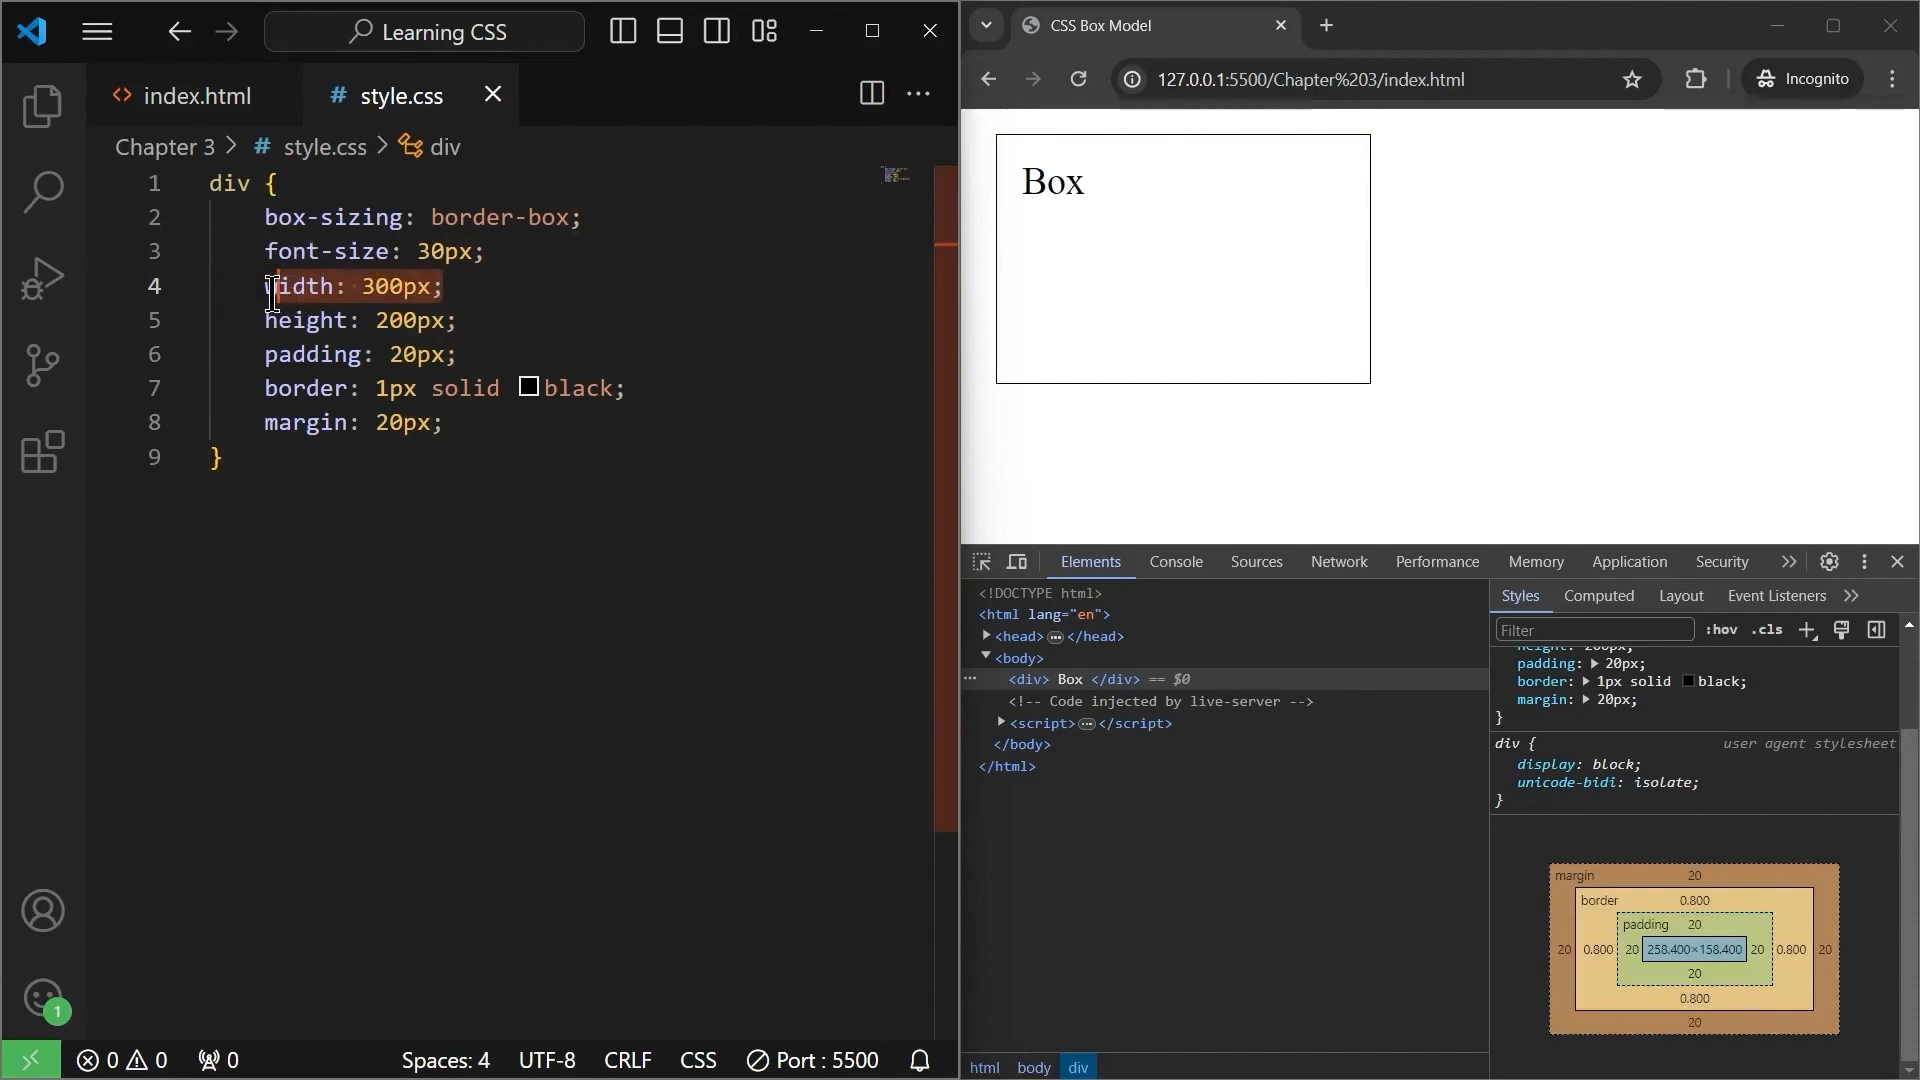 Learning CSS
index.html
style.css
Chapter 3 > # style.css > div
1 div {
2 box-sizing: border-box;
3 font-size: 30px;
4 width: 300px;
5 height: 200px;
6 padding: 20px;
7 border: 1px solid black;
8 margin: 20px;
9 }
1
0 0 0 Spaces: 4 UTF-8 CRLF CSS Port : 5500
CSS Box Model
127.0.0.1:5500/Chapter%203/index.html
Incognito
Box
Elements Console Sources Network Performance Memory Application Security
<!DOCTYPE html>
<html lang="en">
<head> </head>
<body>
<div> Box </div> == $0
<!-- Code injected by live-server -->
<script> </script>
</body>
</html>
html body div
Styles Computed Layout Event Listeners
Filter :hov .cls
height: 200px;
padding: 20px;
border: 1px solid black;
margin: 20px;
}
div { user agent stylesheet
display: block;
unicode-bidi: isolate;
}
margin 20
border 0.800
padding 20
20 0.800 20 258.400×158.400 20 0.800 20
20
0.800
20